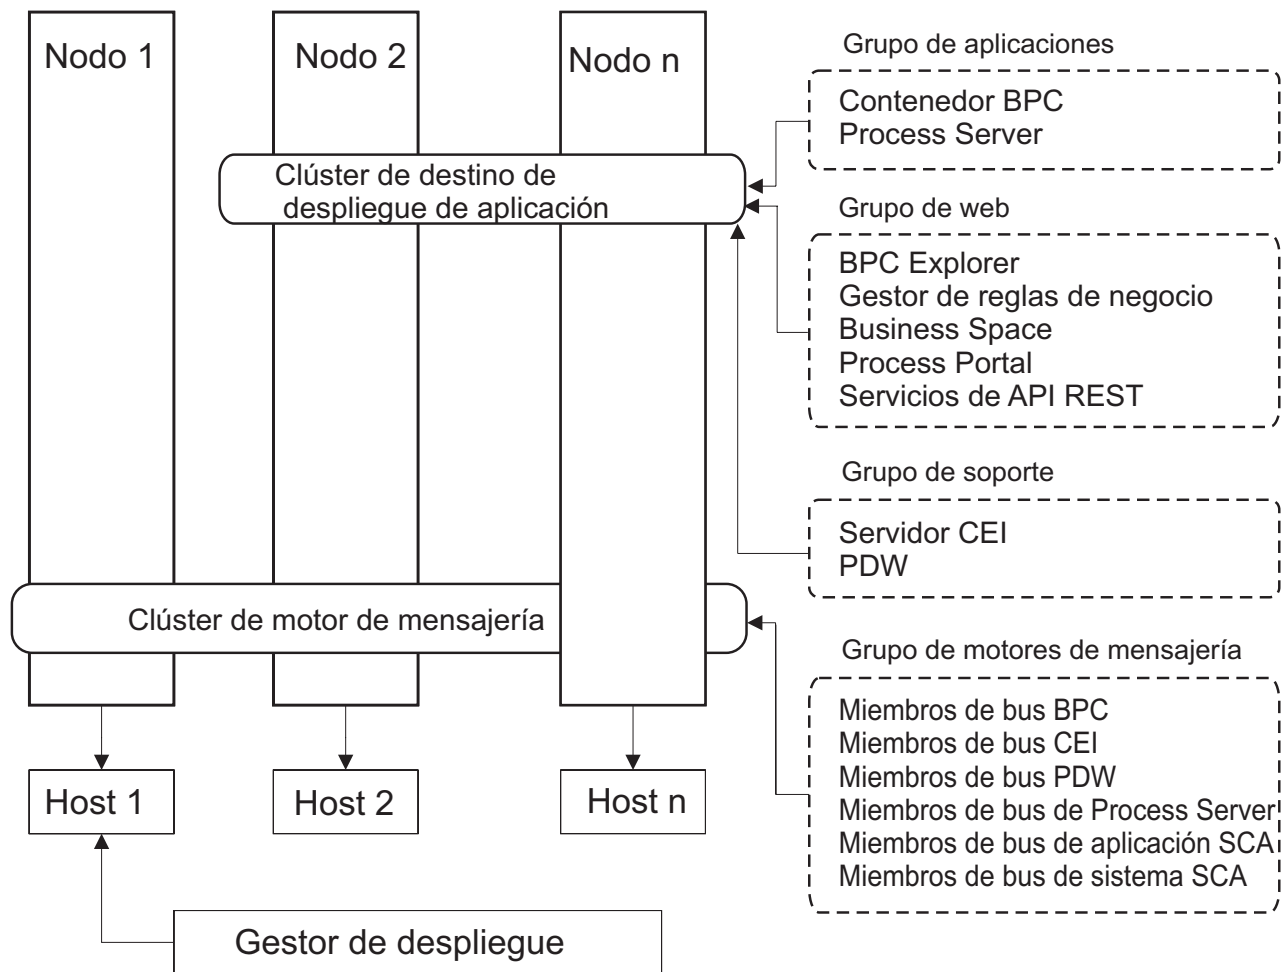 Nodo 1
Nodo 2
Nodo n
Clúster de destino de
despliegue de aplicación
Clúster de motor de mensajería
Host 1
Host 2
Host n
Gestor de despliegue
Grupo de aplicaciones
Contenedor BPC
Process Server
Grupo de web
BPC Explorer
Gestor de reglas de negocio
Business Space
Process Portal
Servicios de API REST
Grupo de soporte
Servidor CEI
PDW
Grupo de motores de mensajería
Miembros de bus BPC
Miembros de bus CEI
Miembros de bus PDW
Miembros de bus de Process Server
Miembros de bus de aplicación SCA
Miembros de bus de sistema SCA